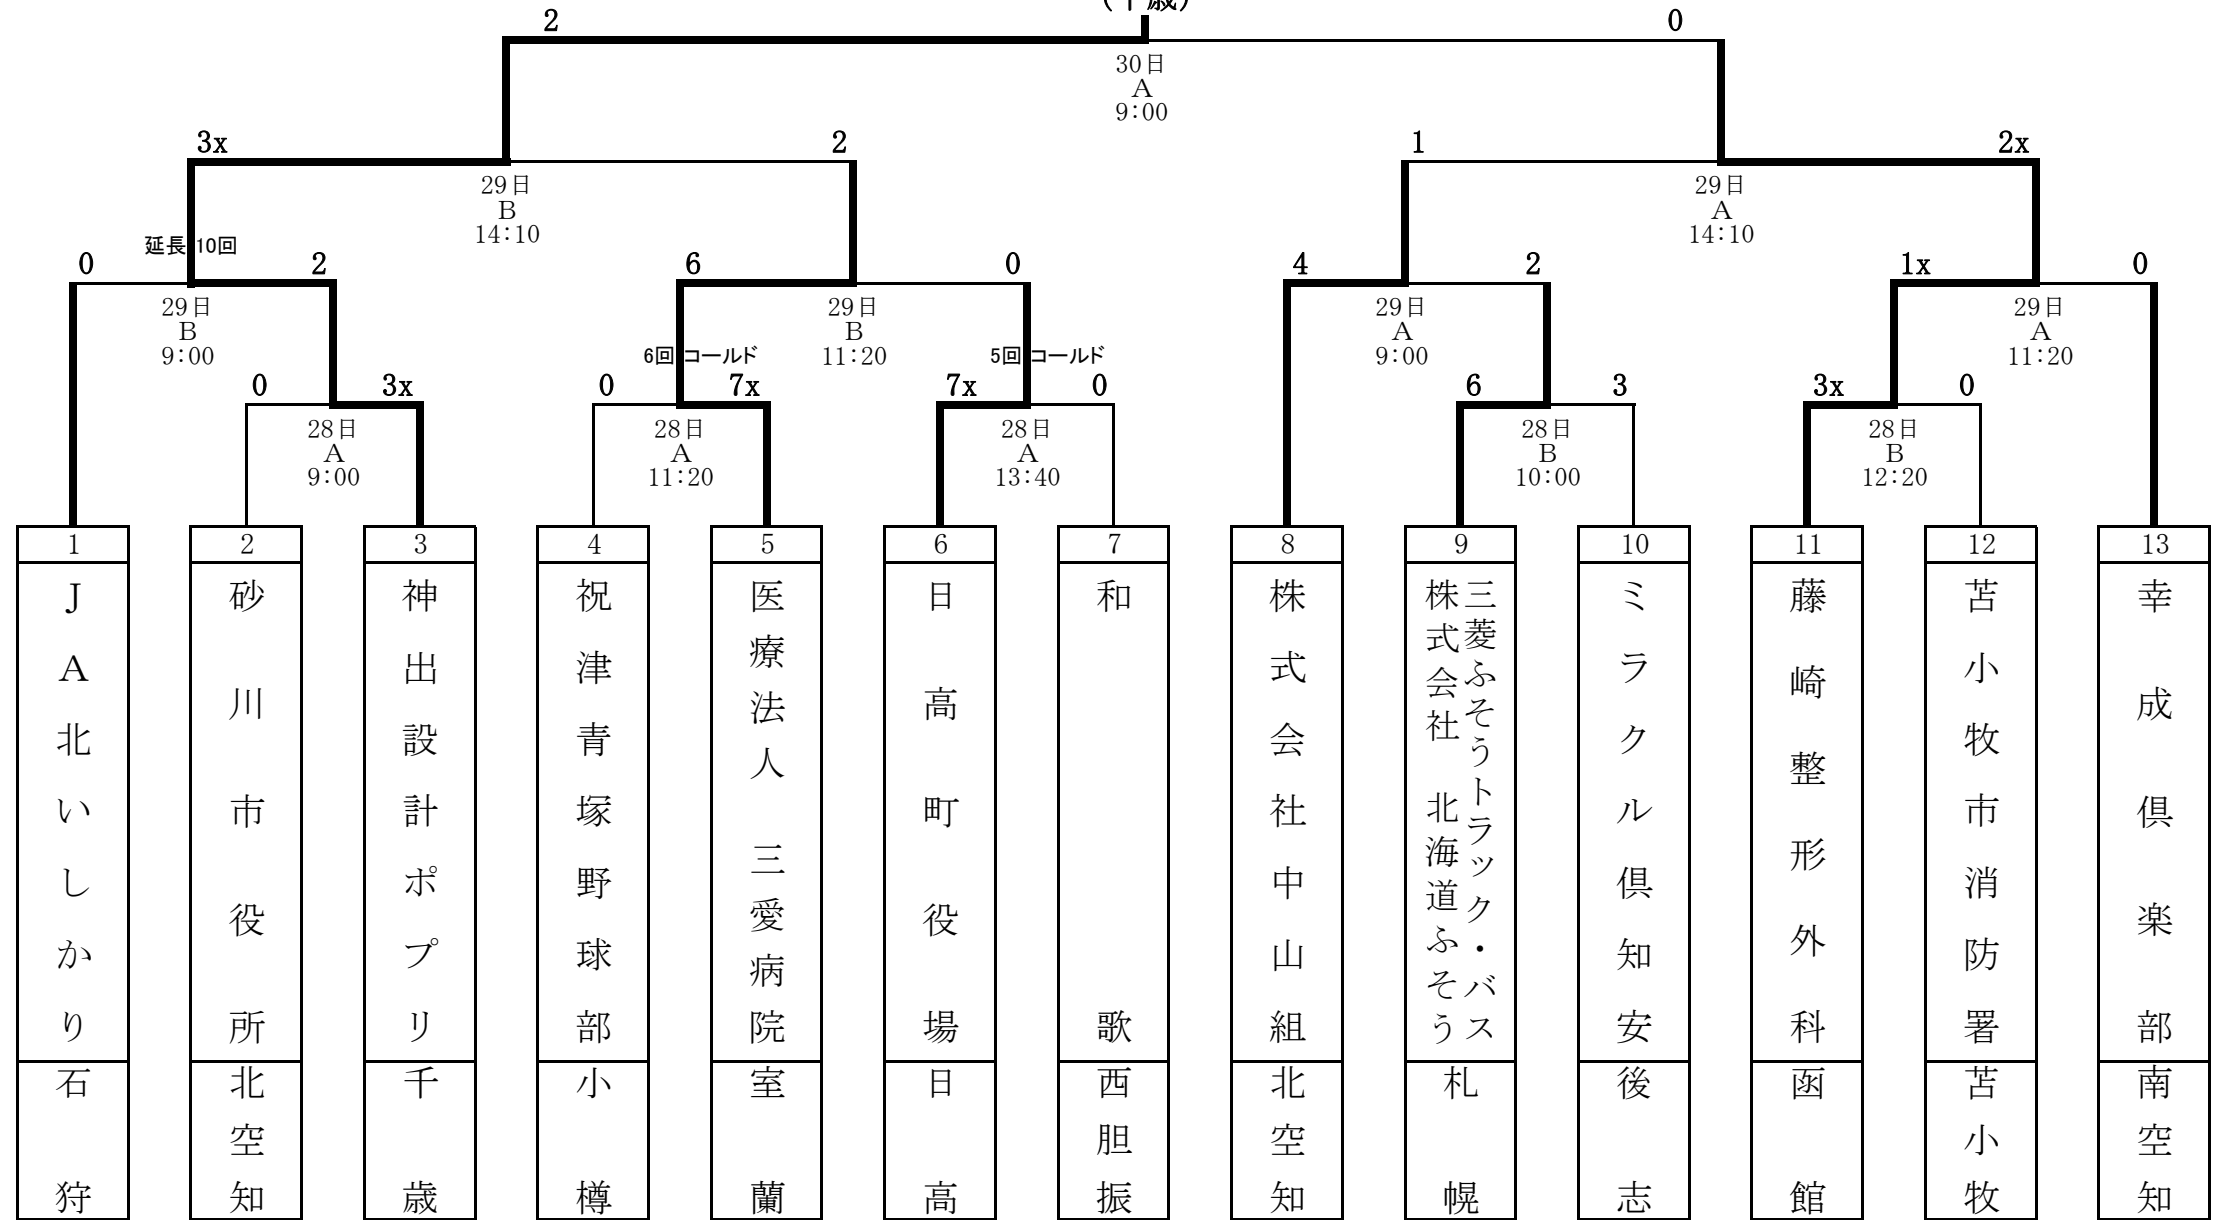 (千歳)
2
0
30日
A
9:00
3x
2
1
2x
29日
B
14:10
29日
A
14:10
延長 10回
0
2
6
0
4
2
1x
0
29日
B
9:00
29日
B
11:20
29日
A
9:00
29日
A
11:20
6回 コールド
5回 コールド
0
3x
0
7x
7x
0
6
3
3x
0
28日
A
9:00
28日
A
11:20
28日
A
13:40
28日
B
10:00
28日
B
12:20
1
JA北いしかり
石狩
2
砂川市役所
北空知
3
神出設計ポプリ
千歳
4
祝津青塚野球部
小樽
5
医療法人 三愛病院
室蘭
6
日高町役場
日高
7
和歌
西胆振
8
株式会社中山組
北空知
9
三菱ふそうトラック・バス
株式会社 北海道ふそう
札幌
10
ミラクル倶知安
後志
11
藤崎整形外科
函館
12
苫小牧市消防署
苫小牧
13
幸成倶楽部
南空知